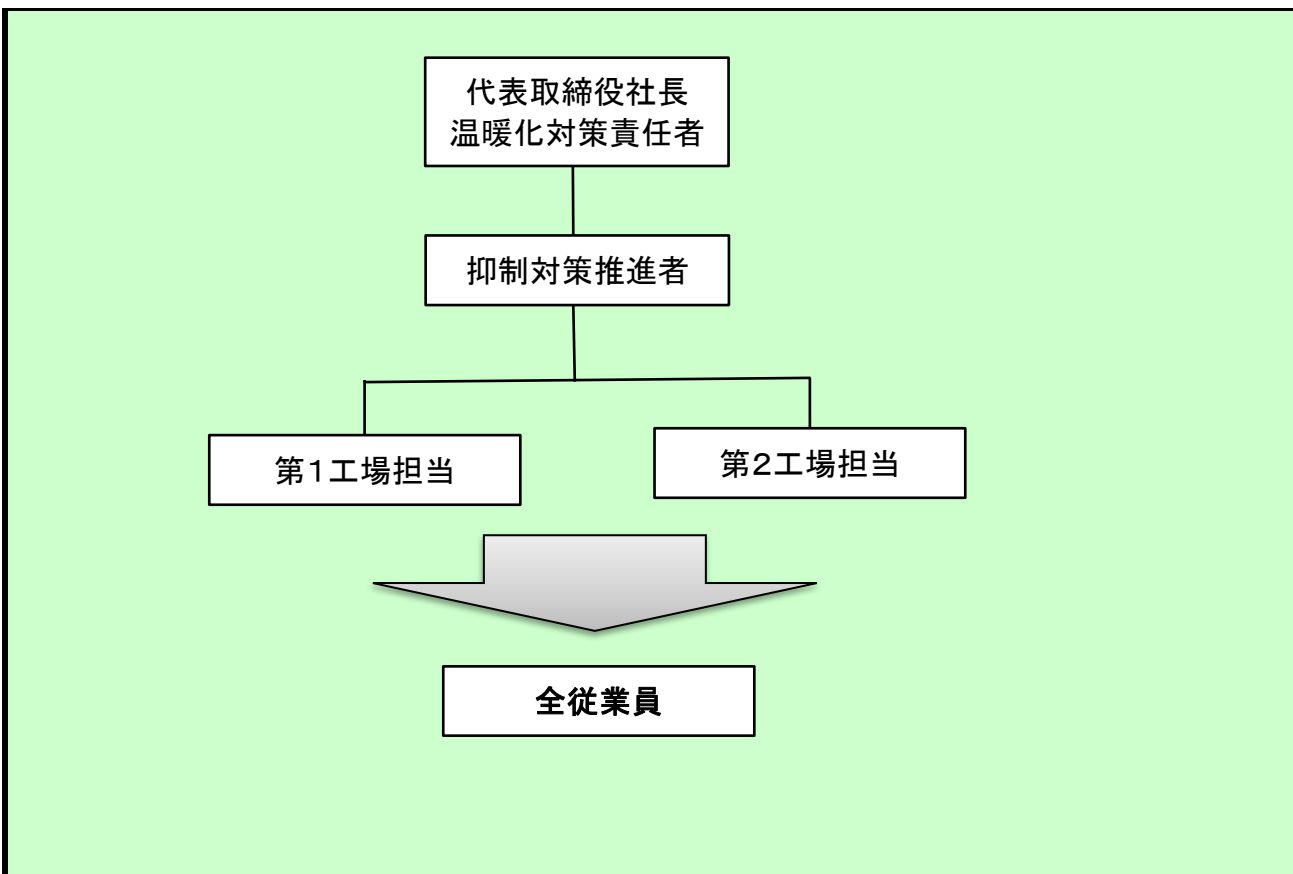 代表取締役社長
温暖化対策責任者
抑制対策推進者
第1工場担当
第2工場担当
全従業員